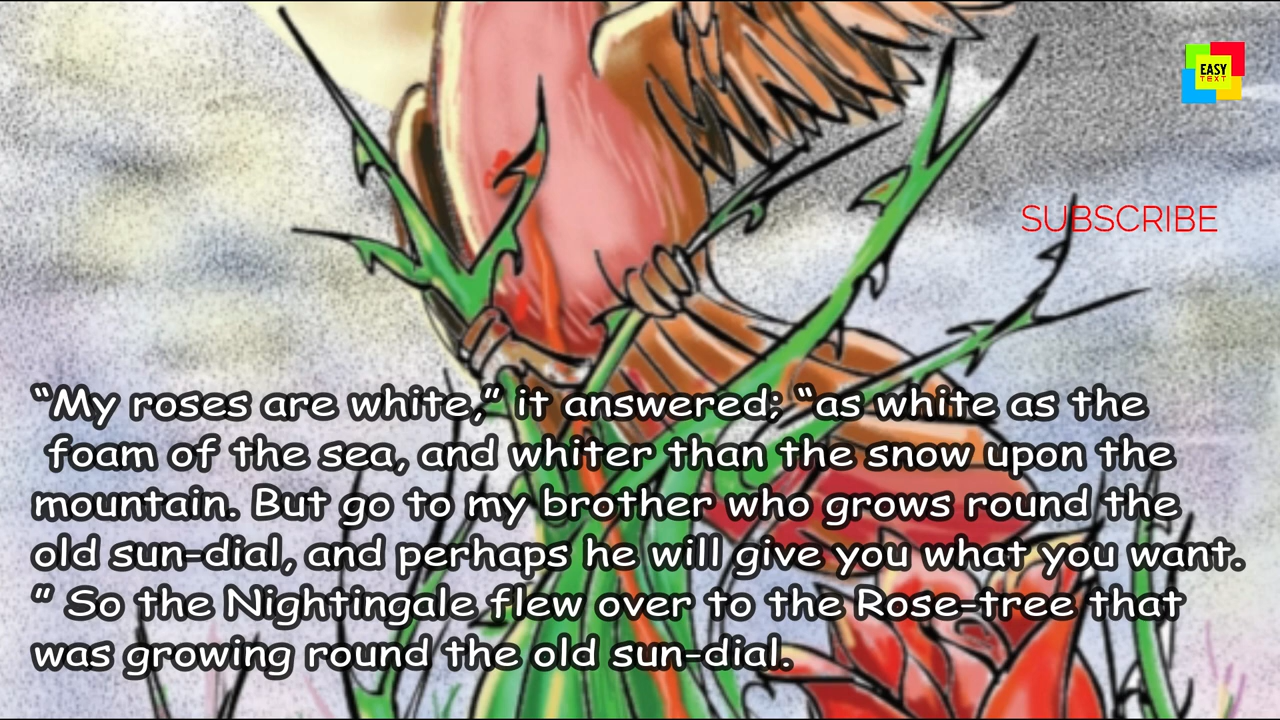 EASY
TEXT
SUBSCRIBE
“My roses are white,” it answered; “as white as the
foam of the sea, and whiter than the snow upon the
mountain. But go to my brother who grows round the
old sun-dial, and perhaps he will give you what you want.
” So the Nightingale flew over to the Rose-tree that
was growing round the old sun-dial.